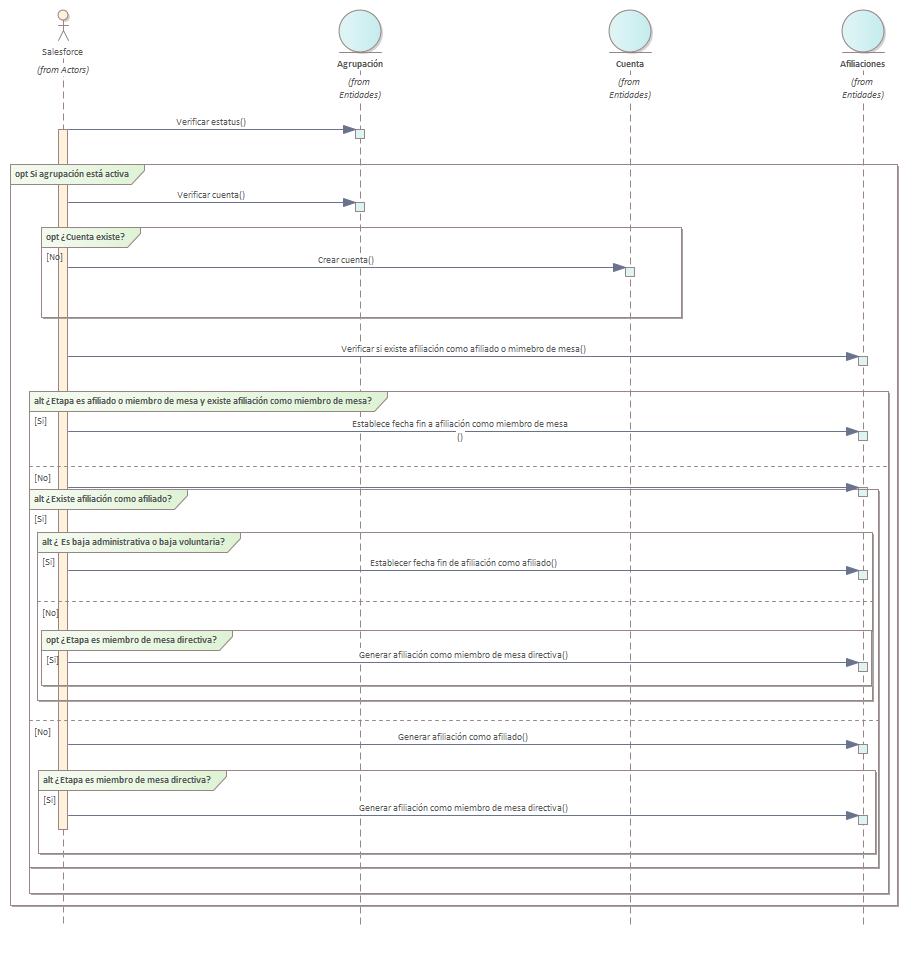 Salesforce
(from Actors)
Agrupación
(from
Entidades)
Cuenta
(from
Entidades)
Afiliaciones
(from
Entidades)
Verificar estatus()
opt Si agrupación está activa
Verificar cuenta()
opt ¿Cuenta existe?
[No]
Crear cuenta()
Verificar si existe afiliación como afiliado o mimebro de mesa()
alt ¿Etapa es afiliado o miembro de mesa y existe afiliación como miembro de mesa?
[Si]
Establece fecha fin a afiliación como miembro de mesa
()
[No]
alt ¿Existe afiliación como afiliado?
[Si]
alt ¿ Es baja administrativa o baja voluntaria?
[Si]
Establecer fecha fin de afiliación como afiliado()
[No]
opt ¿Etapa es miembro de mesa directiva?
[Si]
Generar afiliación como miembro de mesa directiva()
[No]
Generar afiliación como afiliado()
alt ¿Etapa es miembro de mesa directiva?
[Si]
Generar afiliación como miembro de mesa directiva()